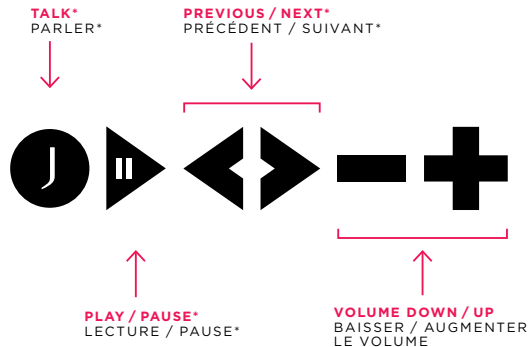 TALK*
PARLER*
PREVIOUS / NEXT*
PRÉCÉDENT / SUIVANT*
J
PLAY / PAUSE*
LECTURE / PAUSE*
VOLUME DOWN / UP
BAISSER / AUGMENTER
LE VOLUME